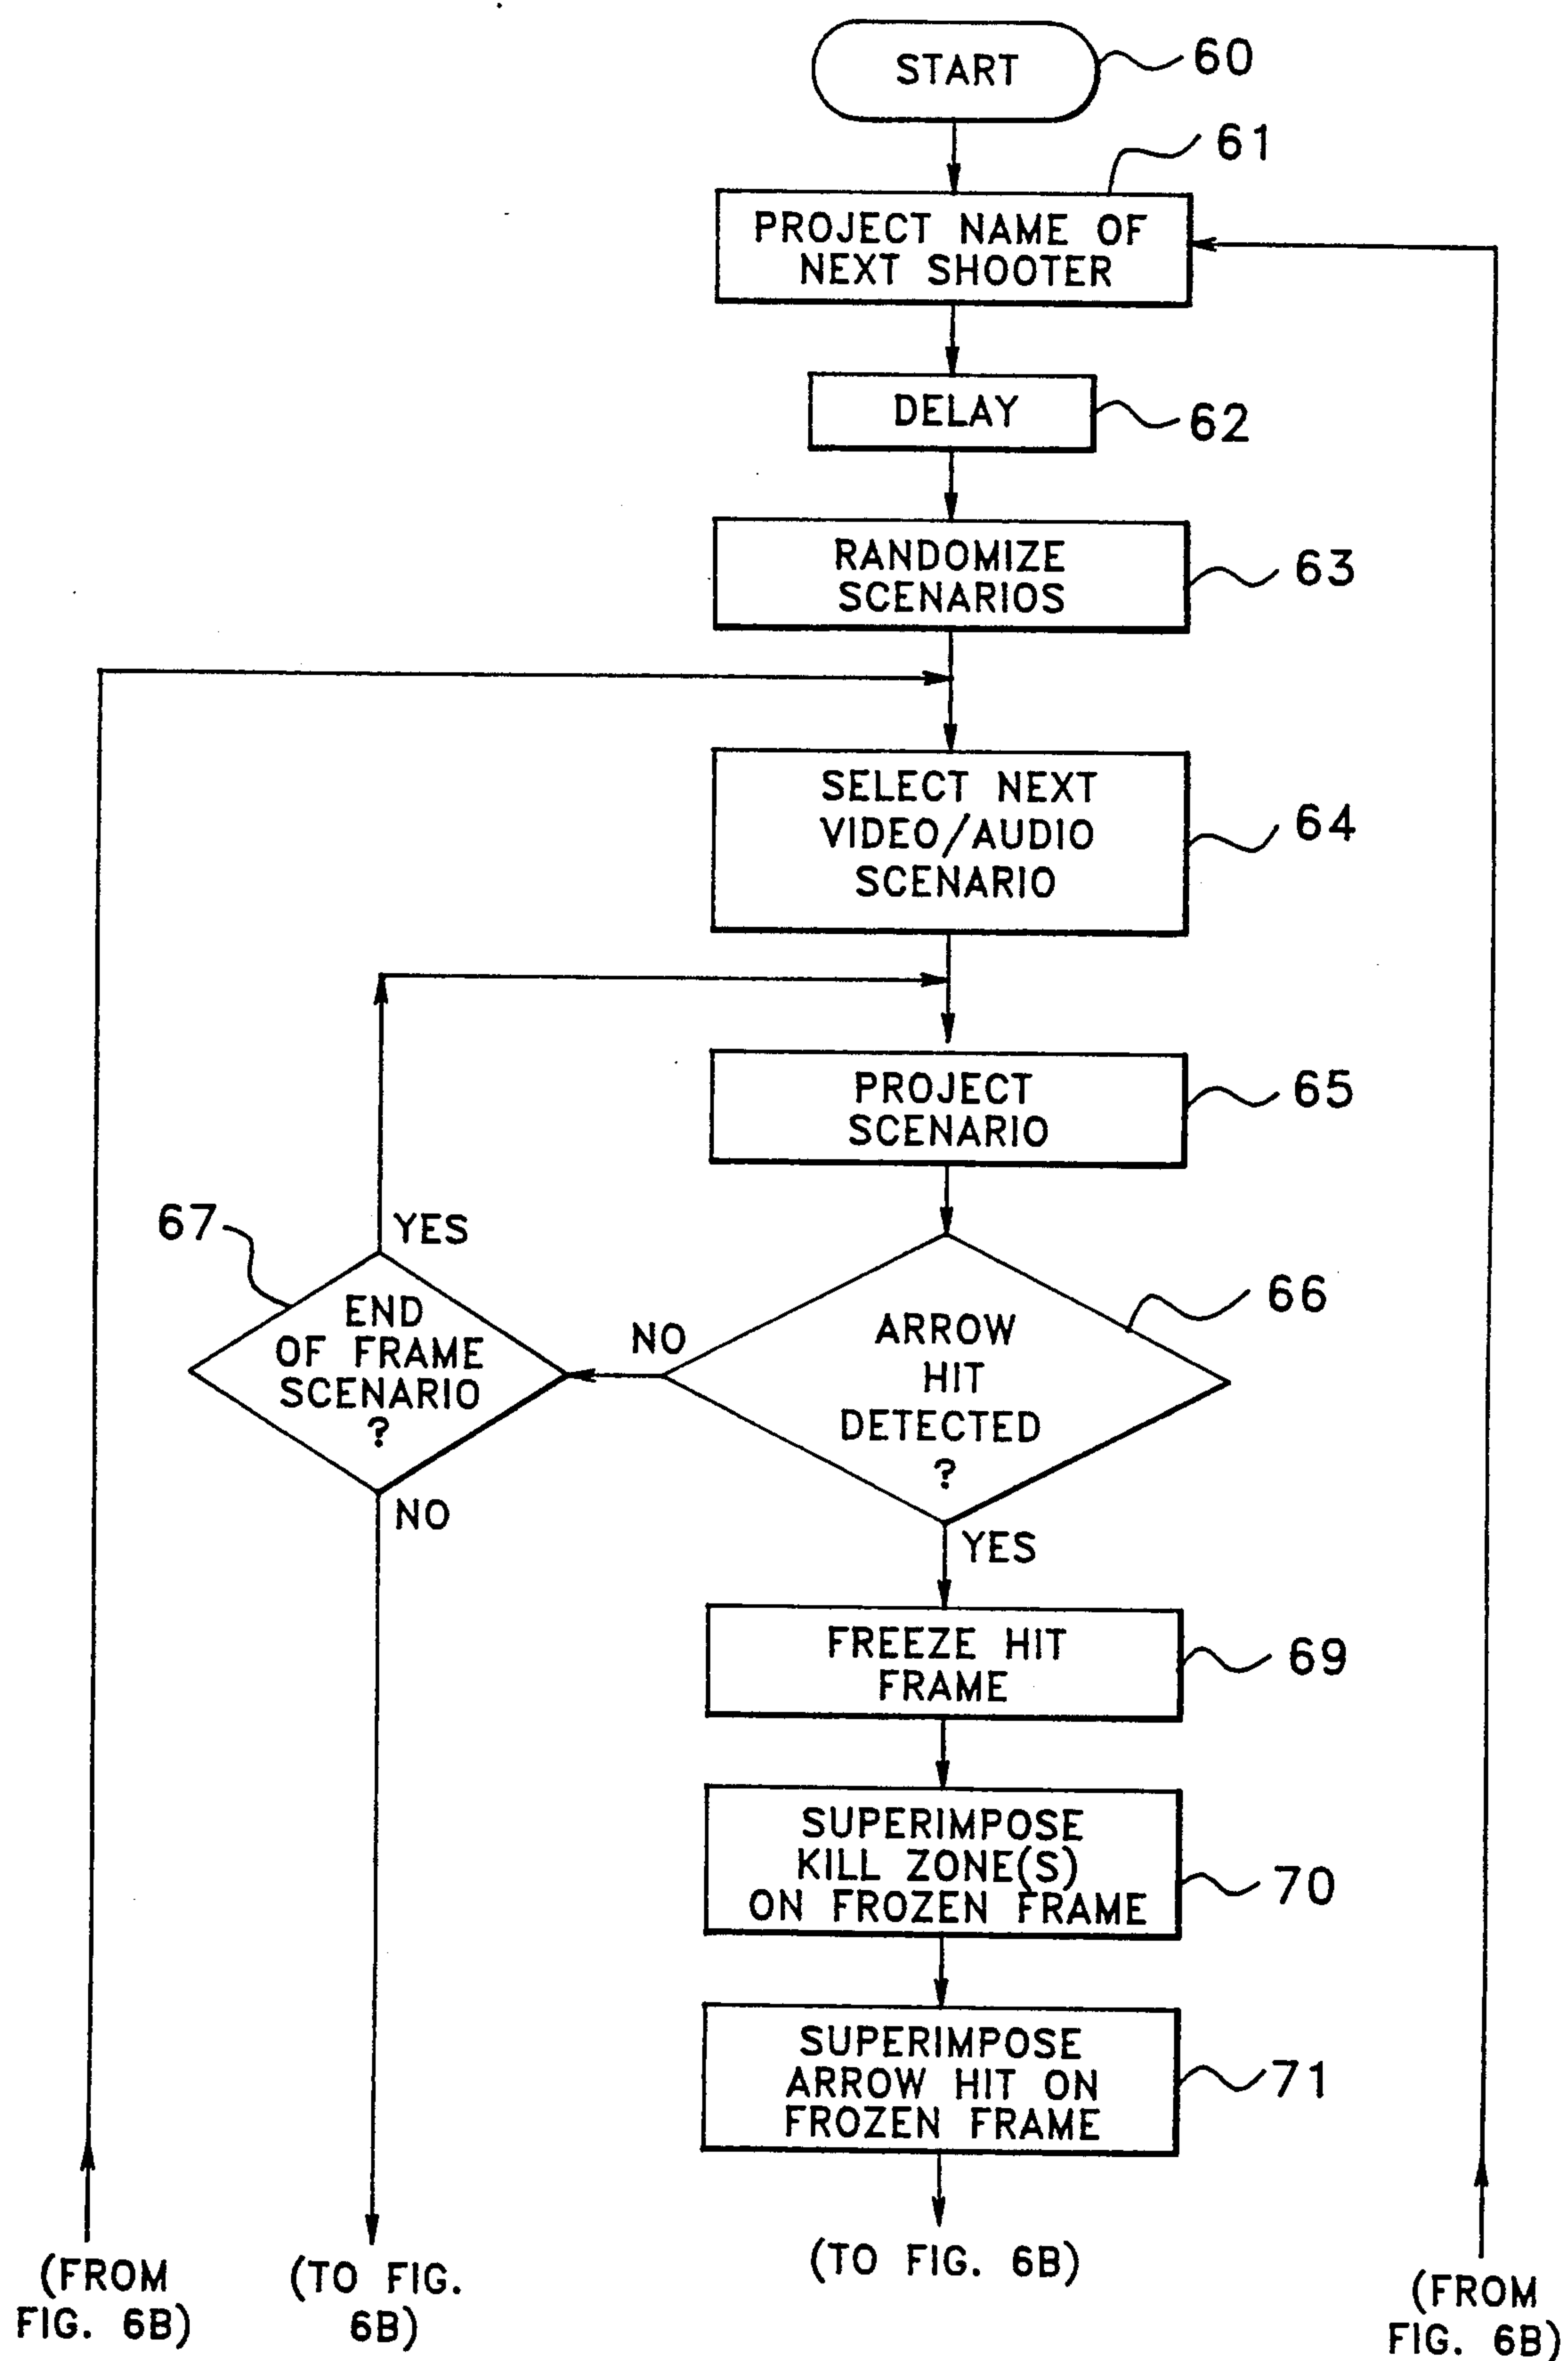 START
60
61
PROJECT NAME OF
NEXT SHOOTER
DELAY
62
RANDOMIZE
SCENARIOS
63
SELECT NEXT
VIDEO/AUDIO
SCENARIO
64
PROJECT
SCENARIO
65
67
YES
END
OF FRAME
SCENARIO
?
NO
NO
ARROW
HIT
DETECTED
?
66
YES
FREEZE HIT
FRAME
69
SUPERIMPOSE
KILL ZONE(S)
ON FROZEN FRAME
70
SUPERIMPOSE
ARROW HIT ON
FROZEN FRAME
71
(FROM
FIG. 6B)
(TO FIG.
6B)
(TO FIG. 6B)
(FROM
FIG. 6B)